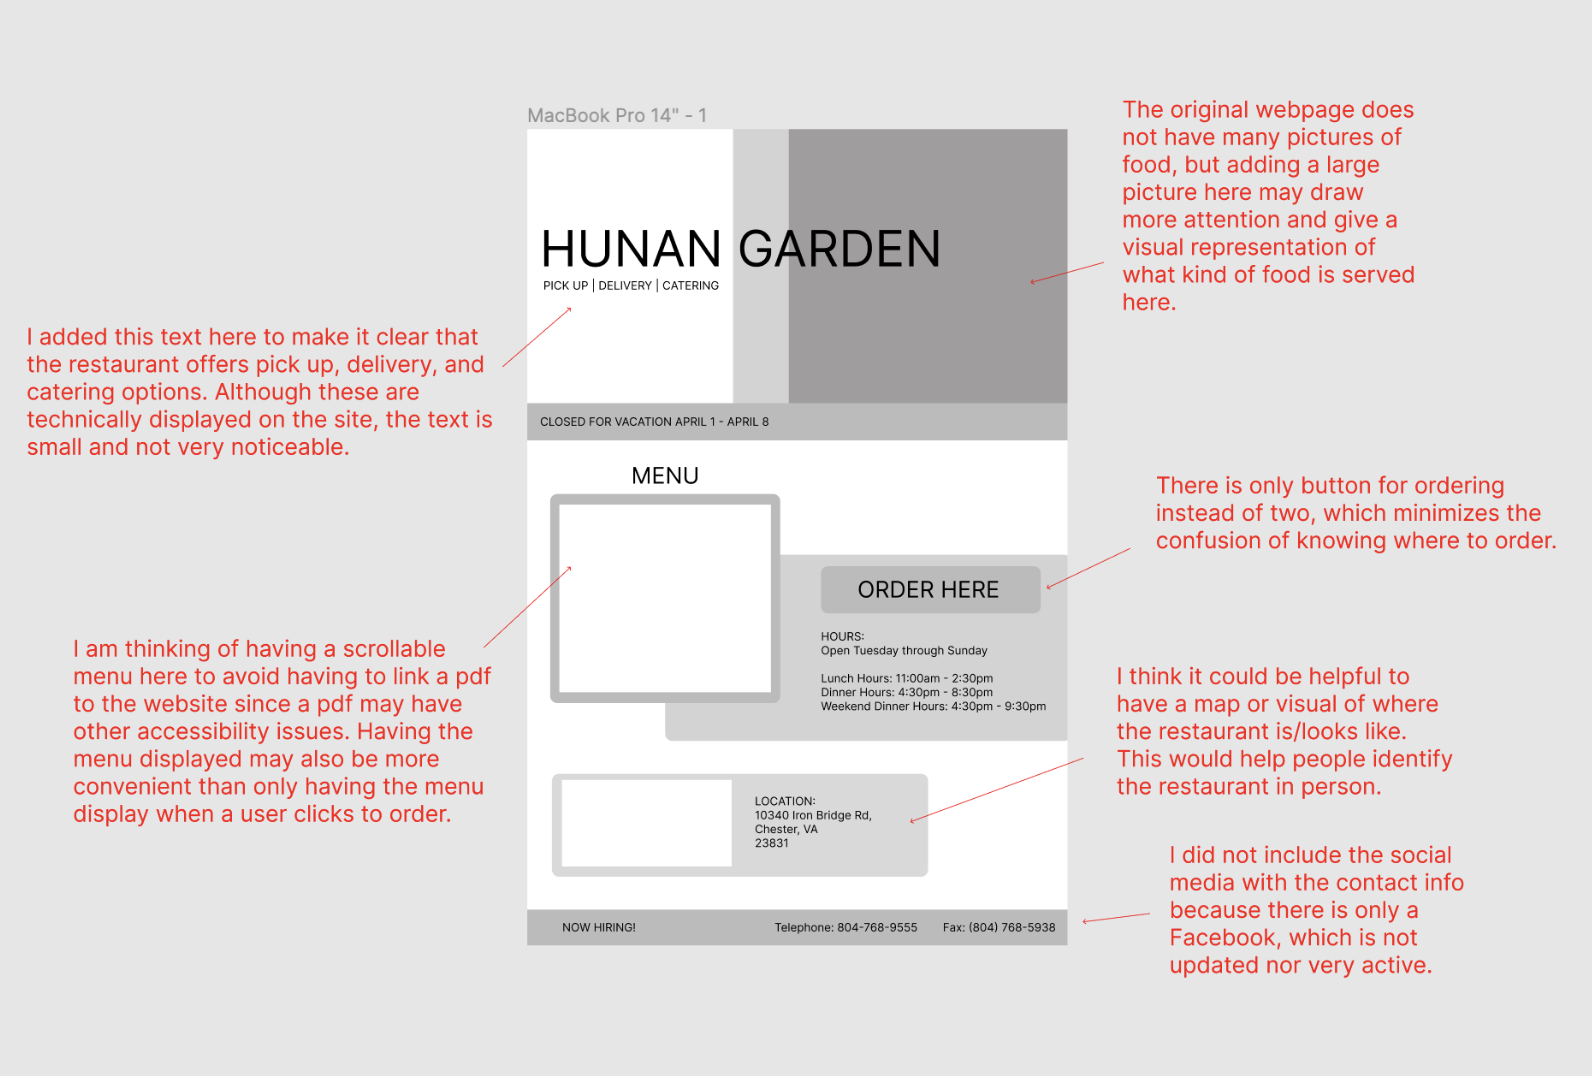 MacBook Pro 14" - 1
The original webpage does
not have many pictures of
food, but adding a large
picture here may draw
more attention and give a
visual representation of
what kind of food is served
here.
HUNAN GARDEN
PICK UP | DELIVERY | CATERING
I added this text here to make it clear that
the restaurant offers pick up, delivery, and
catering options. Although these are
technically displayed on the site, the text is
small and not very noticeable.
CLOSED FOR VACATION APRIL 1 - APRIL 8
MENU
There is only button for ordering
instead of two, which minimizes the
confusion of knowing where to order.
ORDER HERE
HOURS:
Open Tuesday through Sunday
Lunch Hours: 11:00am - 2:30pm
Dinner Hours: 4:30pm - 8:30pm
Weekend Dinner Hours: 4:30pm - 9:30pm
I am thinking of having a scrollable
menu here to avoid having to link a pdf
to the website since a pdf may have
other accessibility issues. Having the
menu displayed may also be more
convenient than only having the menu
display when a user clicks to order.
I think it could be helpful to
have a map or visual of where
the restaurant is/looks like.
This would help people identify
the restaurant in person.
LOCATION:
10340 Iron Bridge Rd,
Chester, VA
23831
I did not include the social
media with the contact info
because there is only a
Facebook, which is not
updated nor very active.
NOW HIRING!
Telephone: 804-768-9555
Fax: (804) 768-5938